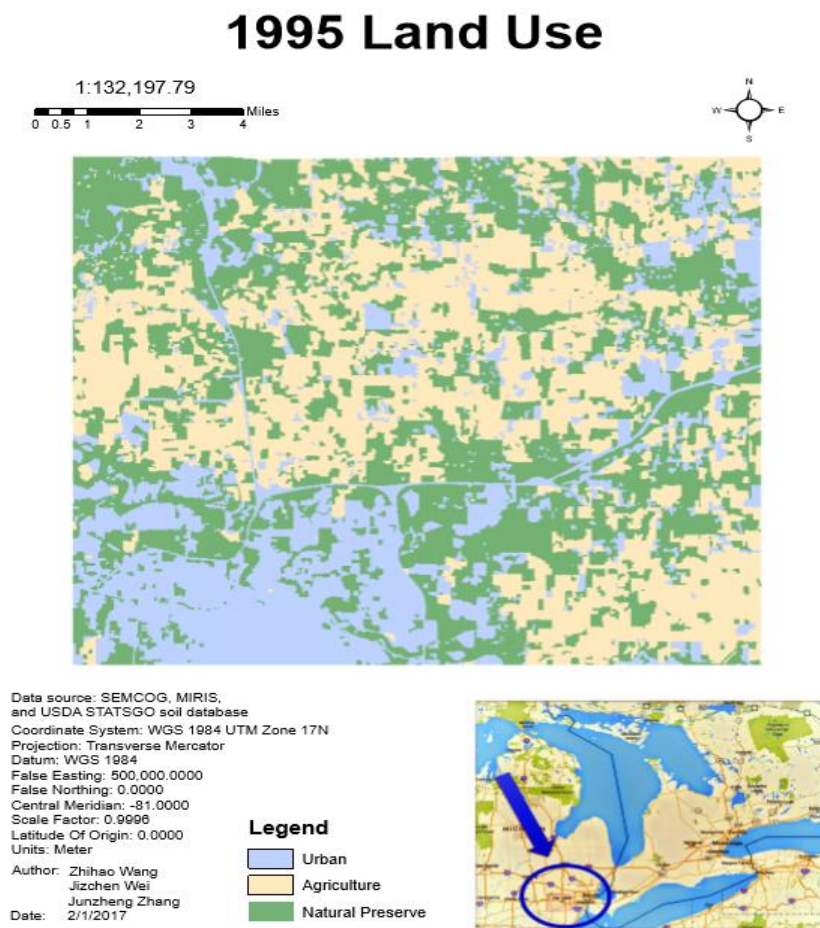 1995 Land Use
1:132,197.79
Miles
0 0.5 1 2 3 4
N
W E
S
Data source: SEMCOG, MIRIS,
and USDA STATSGO soil database
Coordinate System: WGS 1984 UTM Zone 17N
Projection: Transverse Mercator
Datum: WGS 1984
False Easting: 500,000.0000
False Northing: 0.0000
Central Meridian: -81.0000
Scale Factor: 0.9996
Latitude Of Origin: 0.0000
Units: Meter
Author: Zhihao Wang
Jizchen Wei
Junzheng Zhang
Date: 2/1/2017
Legend
Urban
Agriculture
Natural Preserve